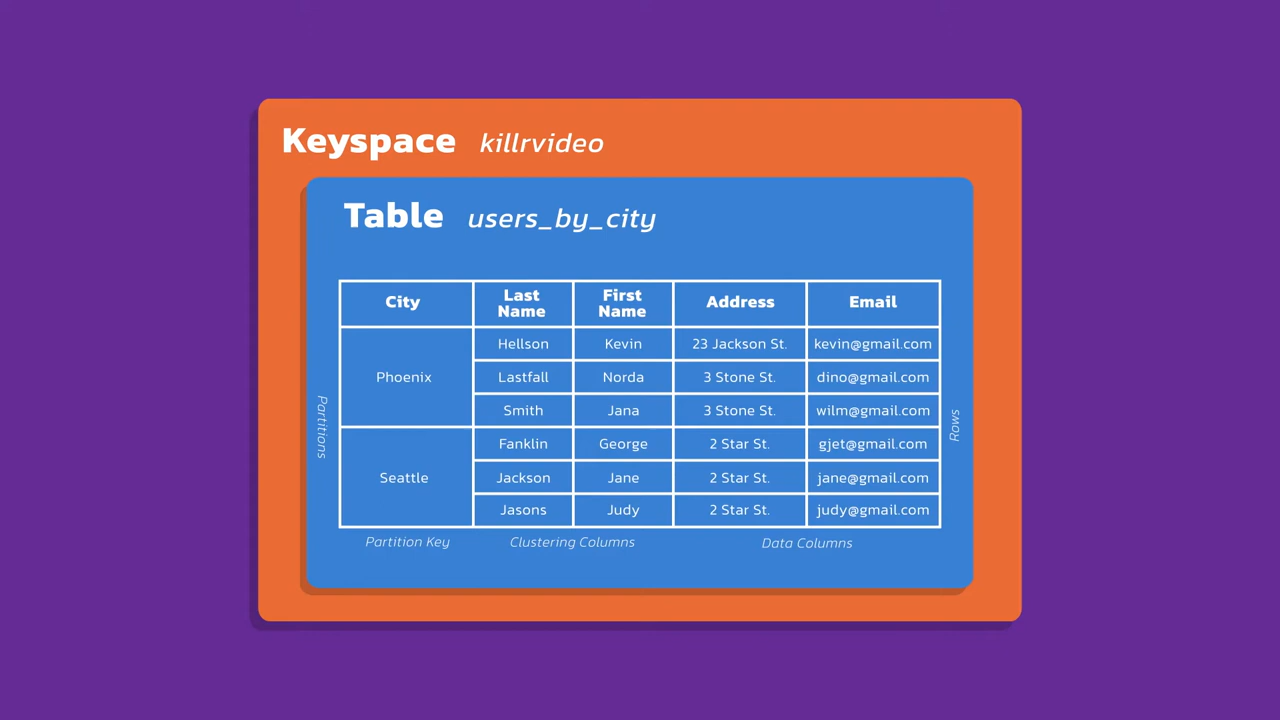 Keyspace killrvideo
Table users_by_city
City Last Name First Name Address Email
Phoenix
Hellson Kevin 23 Jackson St. kevin@gmail.com
Lastfall Norda 3 Stone St. dino@gmail.com
Smith Jana 3 Stone St. wilm@gmail.com
Seattle
Fanklin George 2 Star St. gjet@gmail.com
Jackson Jane 2 Star St. jane@gmail.com
Jasons Judy 2 Star St. judy@gmail.com
Partitions
Rows
Partition Key Clustering Columns Data Columns